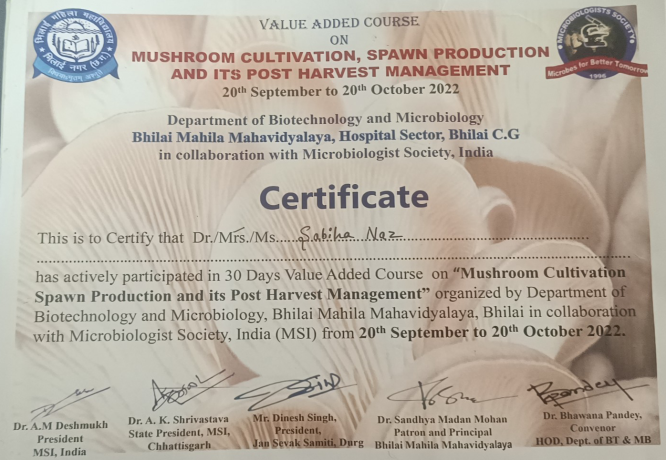 भिलाई महिला महाविद्यालय
भिलाई नगर (छ.ग.)
VALUE ADDED COURSE
ON
MUSHROOM CULTIVATION, SPAWN PRODUCTION
AND ITS POST HARVEST MANAGEMENT
20th September to 20th October 2022
MICROBIOLOGISTS SOCIETY
Microbes for Better Tomorrow
Department of Biotechnology and Microbiology
Bhilai Mahila Mahavidyalaya, Hospital Sector, Bhilai C.G
in collaboration with Microbiologist Society, India
Certificate
This is to Certify that Dr./Mrs./Ms.....Sabiha Naz
has actively participated in 30 Days Value Added Course on “Mushroom Cultivation
Spawn Production and its Post Harvest Management” organized by Department of
Biotechnology and Microbiology, Bhilai Mahila Mahavidyalaya, Bhilai in collaboration
with Microbiologist Society, India (MSI) from 20th September to 20th October 2022.
Dr. A.M Deshmukh
President
MSI, India
Dr. A. K. Shrivastava
State President, MSI,
Chhattisgarh
Mr. Dinesh Singh,
President,
Jan Sevak Samiti, Durg
Dr. Sandhya Madan Mohan
Patron and Principal
Bhilai Mahila Mahavidyalaya
Dr. Bhawana Pandey,
Convenor
HOD, Dept. of BT & MB